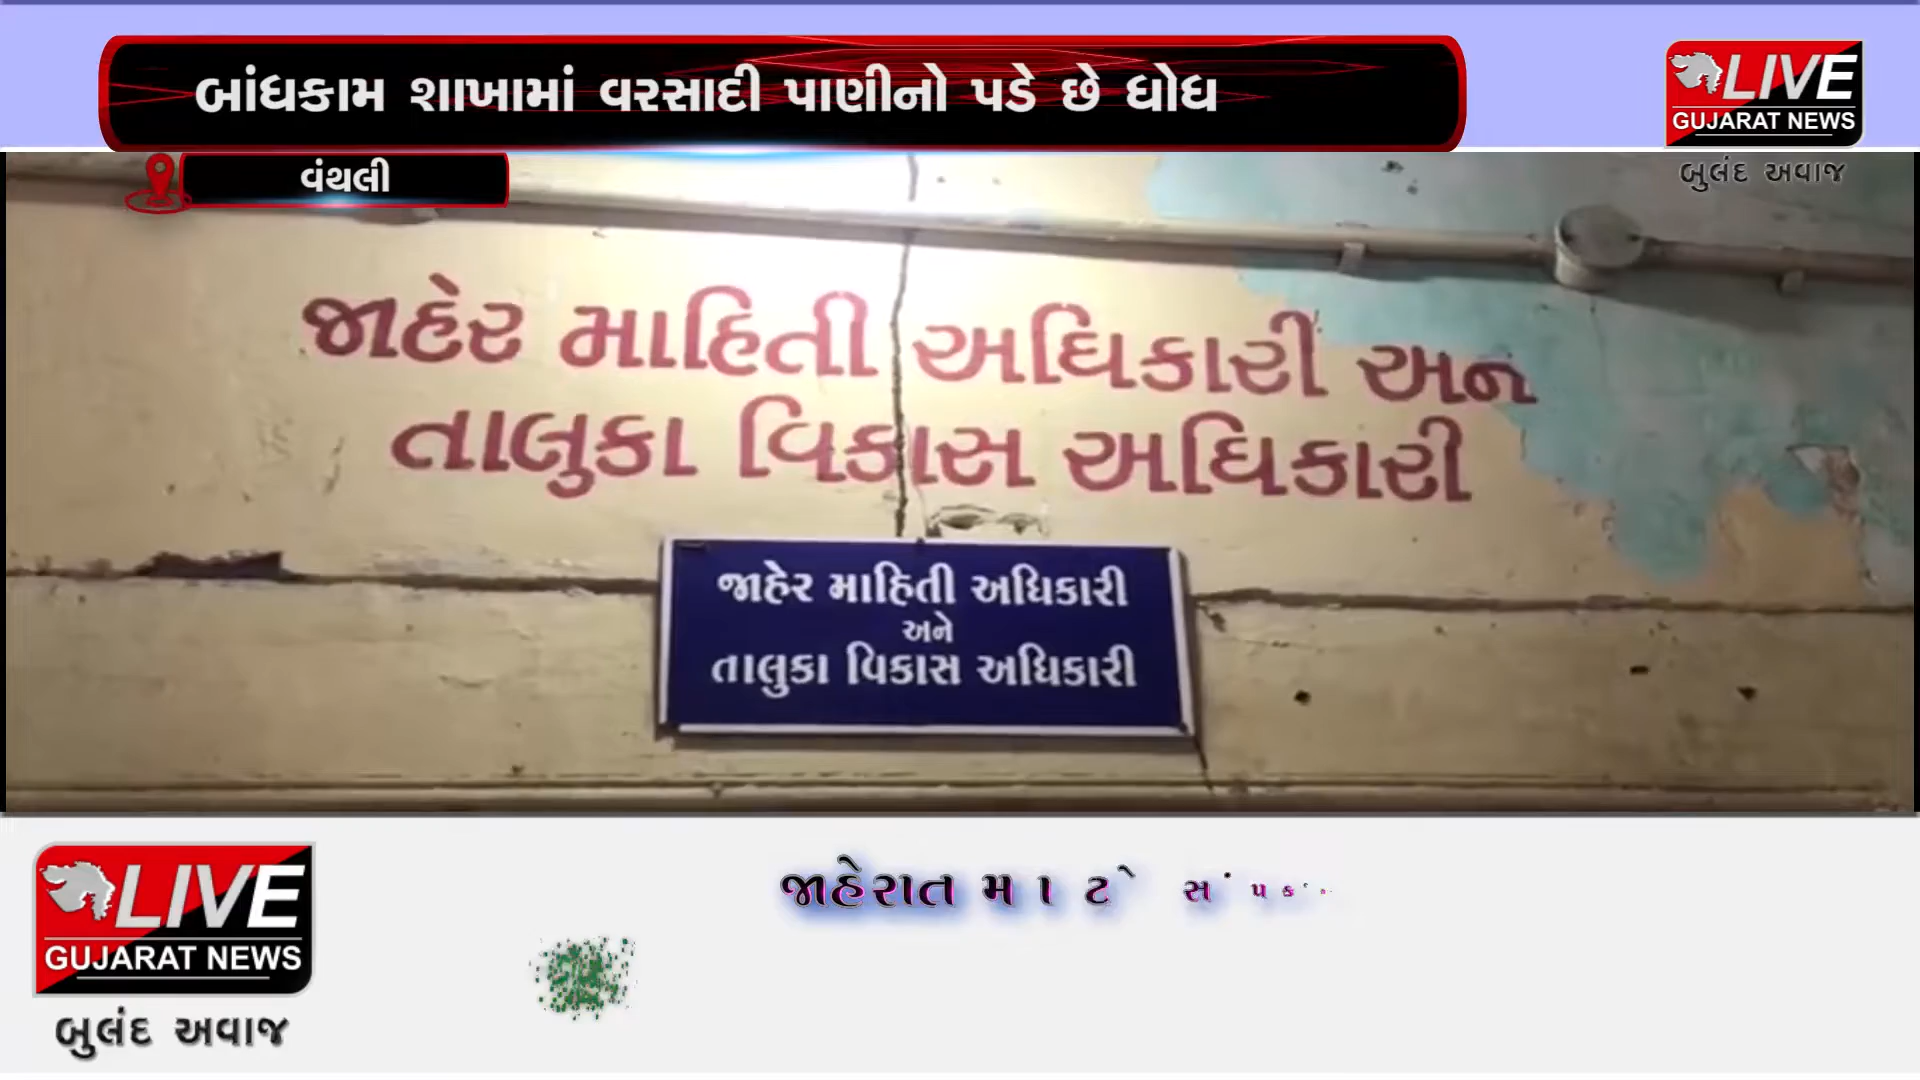 બાંધકામ શાખામાં વરસાદી પાણીનો પડે છે ધોધ
LIVE
GUJARAT NEWS
બુલંદ અવાજ
વંથલી
જાહેર માહિતી અધિકારી અને
તાલુકા વિકાસ અધિકારી
જાહેર માહિતી અધિકારી
અને
તાલુકા વિકાસ અધિકારી
LIVE
GUJARAT NEWS
બુલંદ અવાજ
જાહેરાત માટે